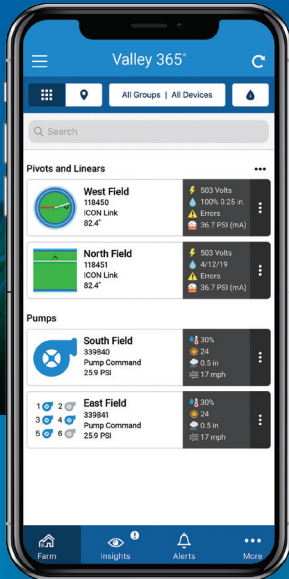 Valley 365®
All Groups | All Devices
Search
Pivots and Linears
West Field
118450
ICON Link
82.4°
503 Volts
100% 0.25 in.
Errors
36.7 PSI (mA)
North Field
118451
ICON Link
82.4°
503 Volts
4/12/19
Errors
36.7 PSI (mA)
Pumps
South Field
339840
Pump Command
25.9 PSI
30%
24
0.5 in
17 mph
1 2
3 4
5 6
East Field
339841
Pump Command
25.9 PSI
30%
24
0.5 in
17 mph
Farm
Insights
Alerts
More